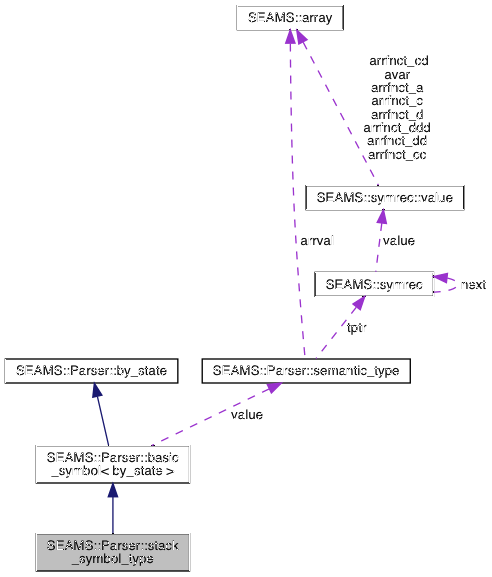 SEAMS::array
arrfnct_cd
avar
arrfnct_a
arrfnct_c
arrfnct_d
arrfnct_ddd
arrfnct_dd
arrfnct_cc
SEAMS::symrec::value
arrval
value
SEAMS::symrec
next
tptr
SEAMS::Parser::by_state
SEAMS::Parser::semantic_type
value
SEAMS::Parser::basic
_symbol< by_state >
SEAMS::Parser::stack
_symbol_type